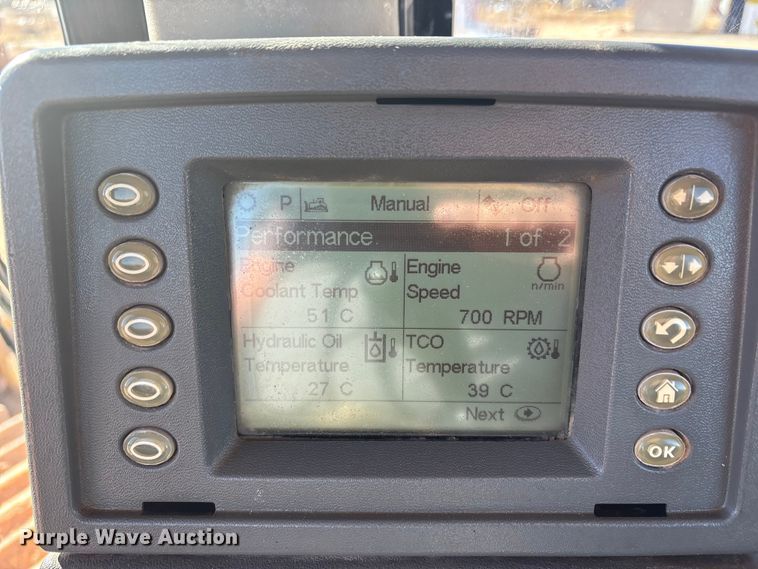 P Manual Off
Performance 1 of 2
Engine Coolant Temp
51 C
Engine Speed
n/min
700 RPM
Hydraulic Oil Temperature
27 C
TCO Temperature
39 C
Next
OK
Purple Wave Auction